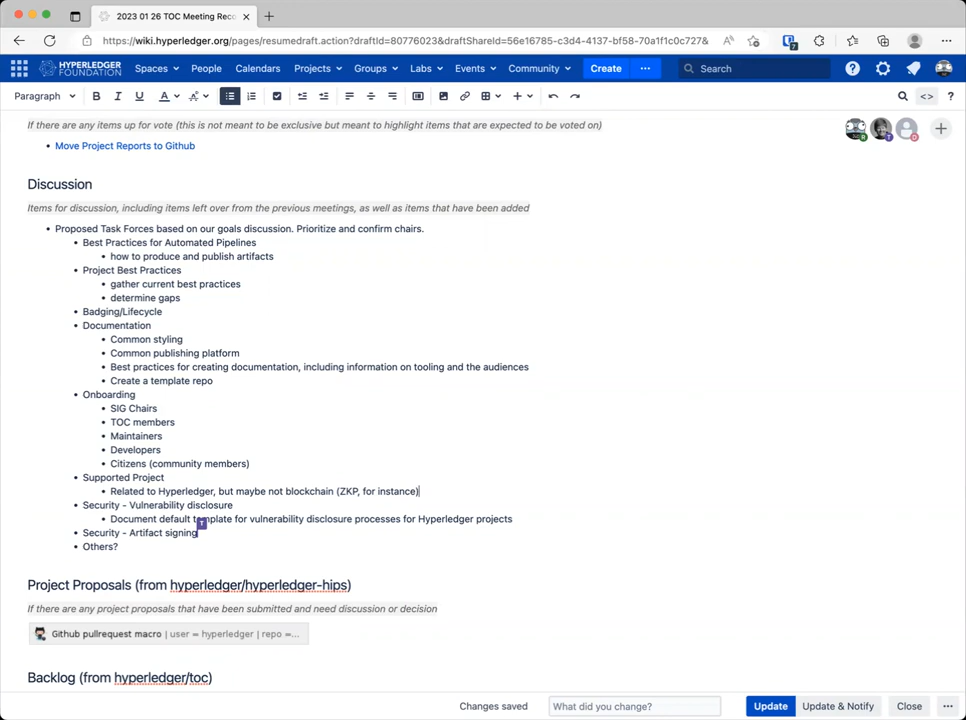 2023 01 26 TOC Meeting Reco
https://wiki.hyperledger.org/pages/resumedraft.action?draftId=80776023&draftShareId=56e16785-c3d4-4137-bf58-70a1f1c0c727&
HYPERLEDGER FOUNDATION Spaces People Calendars Projects Groups Labs Events Community Create ... Search
Paragraph B I U A
If there are any items up for vote (this is not meant to be exclusive but meant to highlight items that are expected to be voted on)
• Move Project Reports to Github
Discussion
Items for discussion, including items left over from the previous meetings, as well as items that have been added
• Proposed Task Forces based on our goals discussion. Prioritize and confirm chairs.
• Best Practices for Automated Pipelines
• how to produce and publish artifacts
• Project Best Practices
• gather current best practices
• determine gaps
• Badging/Lifecycle
• Documentation
• Common styling
• Common publishing platform
• Best practices for creating documentation, including information on tooling and the audiences
• Create a template repo
• Onboarding
• SIG Chairs
• TOC members
• Maintainers
• Developers
• Citizens (community members)
• Supported Project
• Related to Hyperledger, but maybe not blockchain (ZKP, for instance)
• Security - Vulnerability disclosure
• Document default template for vulnerability disclosure processes for Hyperledger projects
• Security - Artifact signing
• Others?
Project Proposals (from hyperledger/hyperledger-hips)
If there are any project proposals that have been submitted and need discussion or decision
Github pullrequest macro | user = hyperledger | repo =...
Backlog (from hyperledger/toc)
Changes saved What did you change? Update Update & Notify Close ...